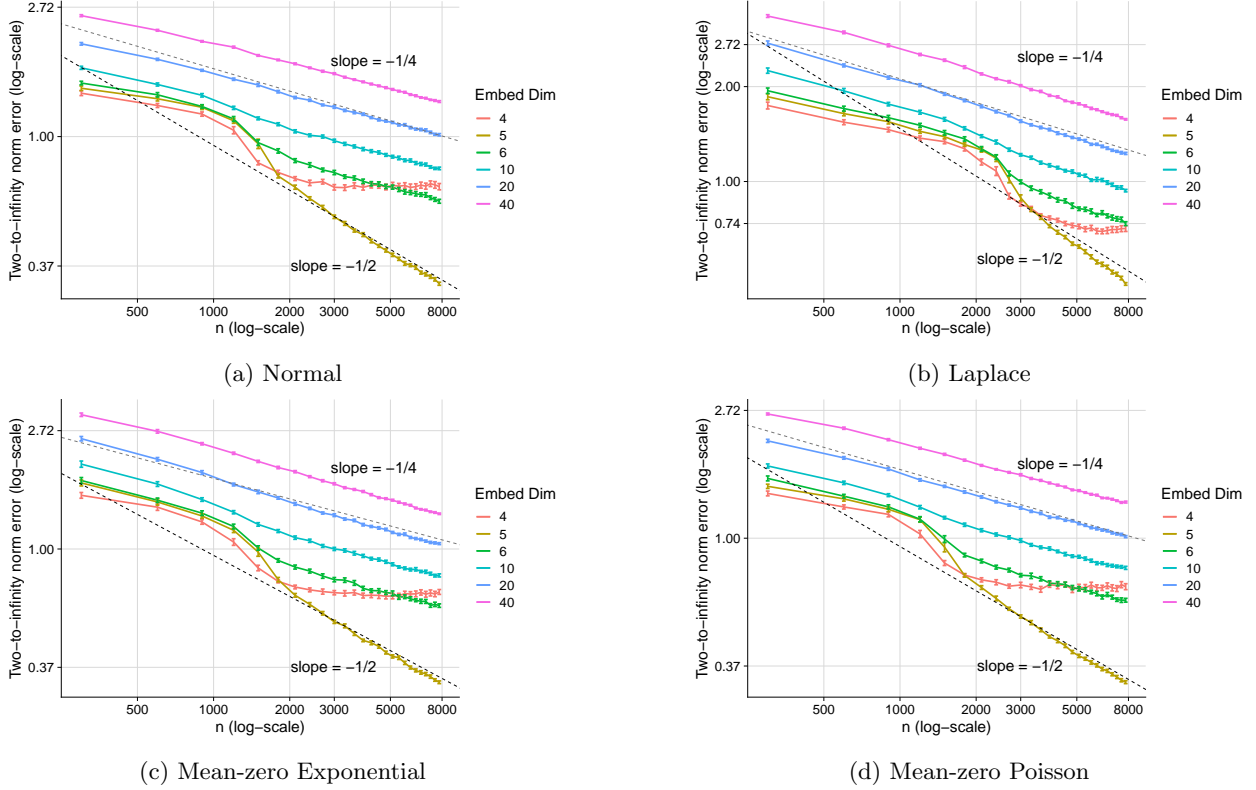 Two−to−infinity norm error (log−scale)
2.72
1.00
0.37
slope = −1/4
slope = −1/2
500
1000
2000
3000
5000
8000
n (log−scale)
Embed Dim
4
5
6
10
20
40
(a) Normal
Two−to−infinity norm error (log−scale)
2.72
2.00
1.00
0.74
slope = −1/4
slope = −1/2
500
1000
2000
3000
5000
8000
n (log−scale)
Embed Dim
4
5
6
10
20
40
(b) Laplace
Two−to−infinity norm error (log−scale)
2.72
1.00
0.37
slope = −1/4
slope = −1/2
500
1000
2000
3000
5000
8000
n (log−scale)
Embed Dim
4
5
6
10
20
40
(c) Mean-zero Exponential
Two−to−infinity norm error (log−scale)
2.72
1.00
0.37
slope = −1/4
slope = −1/2
500
1000
2000
3000
5000
8000
n (log−scale)
Embed Dim
4
5
6
10
20
40
(d) Mean-zero Poisson